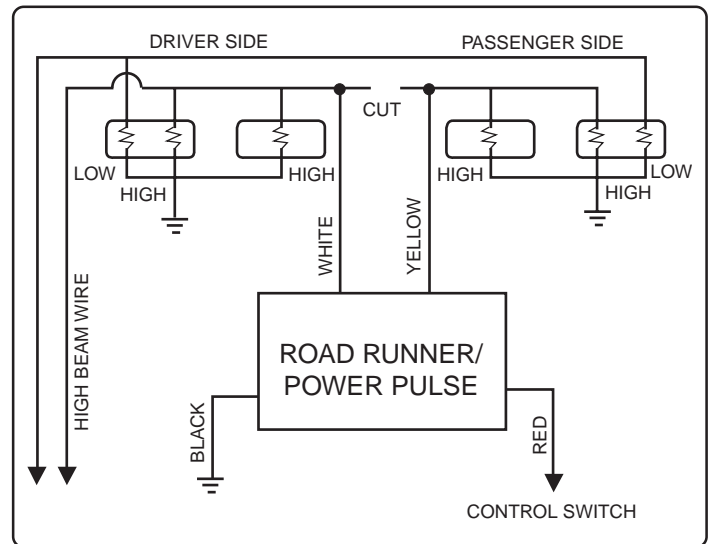 DRIVER SIDE
PASSENGER SIDE
CUT
LOW
HIGH
HIGH
HIGH
HIGH
LOW
HIGH BEAM WIRE
WHITE
YELLOW
ROAD RUNNER/
POWER PULSE
BLACK
RED
CONTROL SWITCH